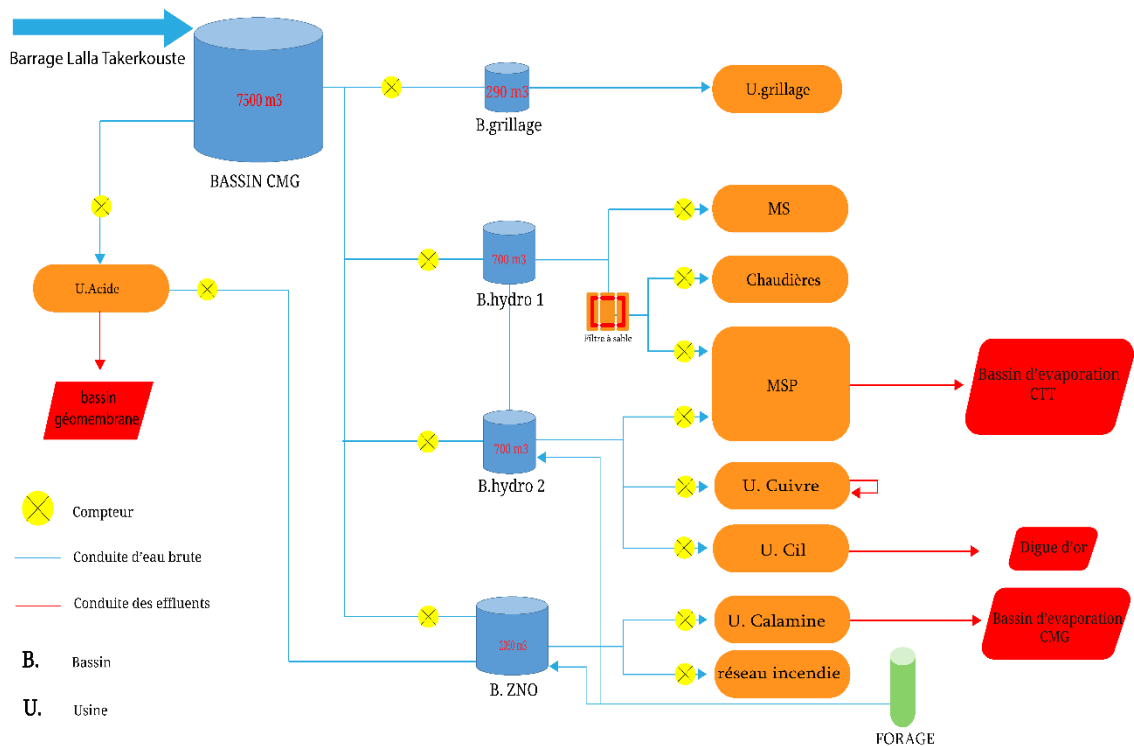 Barrage Lalla Takerkouste
7500 m3
BASSIN CMG
290 m3
B.grillage
U.grillage
MS
700 m3
B.hydro 1
Chaudières
Filtre à sable
U.Acide
bassin
géomembrane
MSP
Bassin d'evaporation
CTT
700 m3
B.hydro 2
U. Cuivre
U. Cil
Digue d'or
Compteur
Conduite d'eau brute
Conduite des effluents
B. Bassin
U. Usine
B. ZNO
U. Calamine
Bassin d'evaporation
CMG
réseau incendie
FORAGE